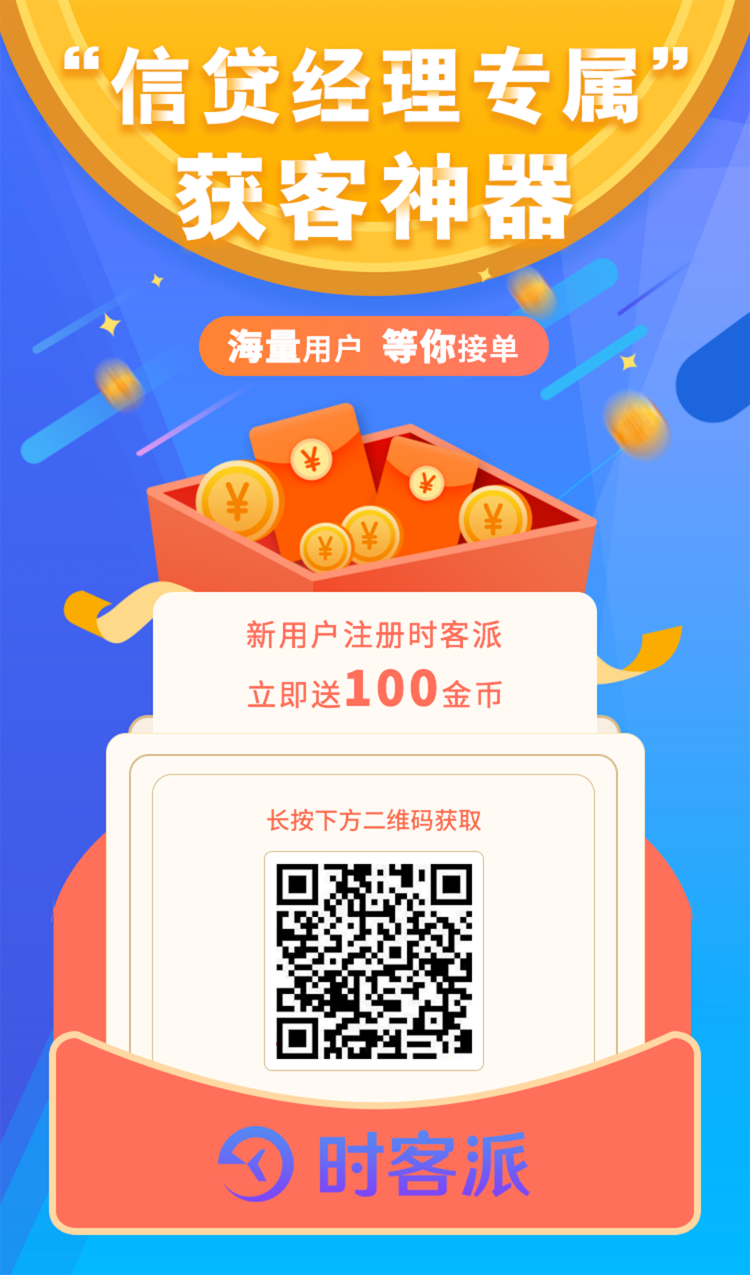 “信贷经理专属”
获客神器
海量用户 等你接单
¥
¥
¥
¥
¥
¥
新用户注册时客派
立即送100金币
长按下方二维码获取
时客派